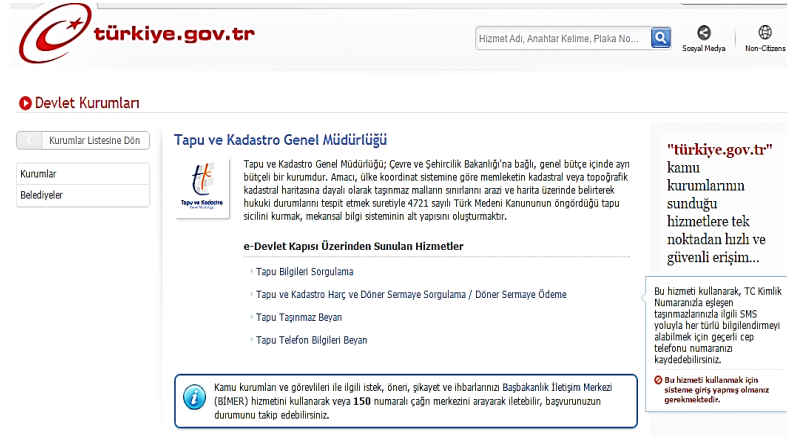 türkiye.gov.tr
Hizmet Adı, Anahtar Kelime, Plaka No...
Sosyal Medya
Non-Citizens
Devlet Kurumları
Kurumlar Listesine Dön
Kurumlar
Belediyeler
Tapu ve Kadastro Genel Müdürlüğü
Tapu ve Kadastro
Genel Müdürlüğü
Tapu ve Kadastro Genel Müdürlüğü; Çevre ve Şehircilik Bakanlığı'na bağlı, genel bütçe içinde ayrı
bütçeli bir kurumdur. Amacı, ülke koordinat sistemine göre memleketin kadastral veya topoğrafik
kadastral haritasına dayalı olarak taşınmaz malların sınırlarını arazi ve harita üzerinde belirterek
hukuki durumlarını tespit etmek suretiyle 4721 sayılı Türk Medeni Kanununun öngördüğü tapu
sicilini kurmak, mekansal bilgi sisteminin alt yapısını oluşturmaktır.
e-Devlet Kapısı Üzerinden Sunulan Hizmetler
Tapu Bilgileri Sorgulama
Tapu ve Kadastro Harç ve Döner Sermaye Sorgulama / Döner Sermaye Ödeme
Tapu Taşınmaz Beyan
Tapu Telefon Bilgileri Beyan
Kamu kurumları ve görevlileri ile ilgili istek, öneri, şikayet ve ihbarlarınızı Başbakanlık İletişim Merkezi
(BİMER) hizmetini kullanarak veya 150 numaralı çağrı merkezini arayarak iletebilir, başvurunuzun
durumunu takip edebilirsiniz.
"türkiye.gov.tr"
kamu
kurumlarının
sunduğu
hizmetlere tek
noktadan hızlı ve
güvenli erişim...
Bu hizmeti kullanarak, TC Kimlik
Numaranızla eşleşen
taşınmazlarınızla ilgili SMS
yoluyla her türlü bilgilendirmeyi
alabilmek için geçerli cep
telefonu numaranızı
kaydedebilirsiniz.
Bu hizmeti kullanmak için
sisteme giriş yapmış olmanız
gerekmektedir.